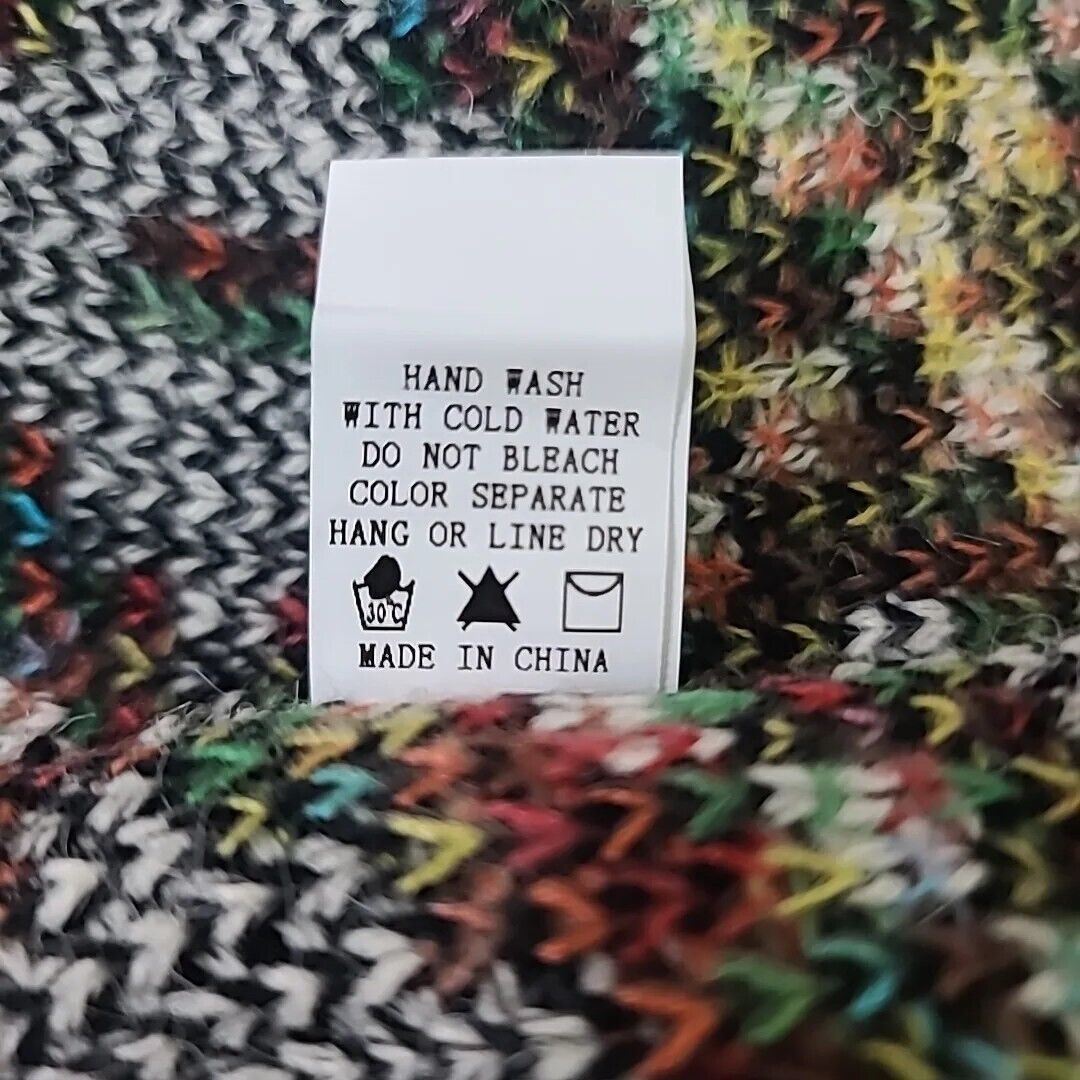 HAND WASH
WITH COLD WATER
DO NOT BLEACH
COLOR SEPARATE
HANG OR LINE DRY
30℃
MADE IN CHINA